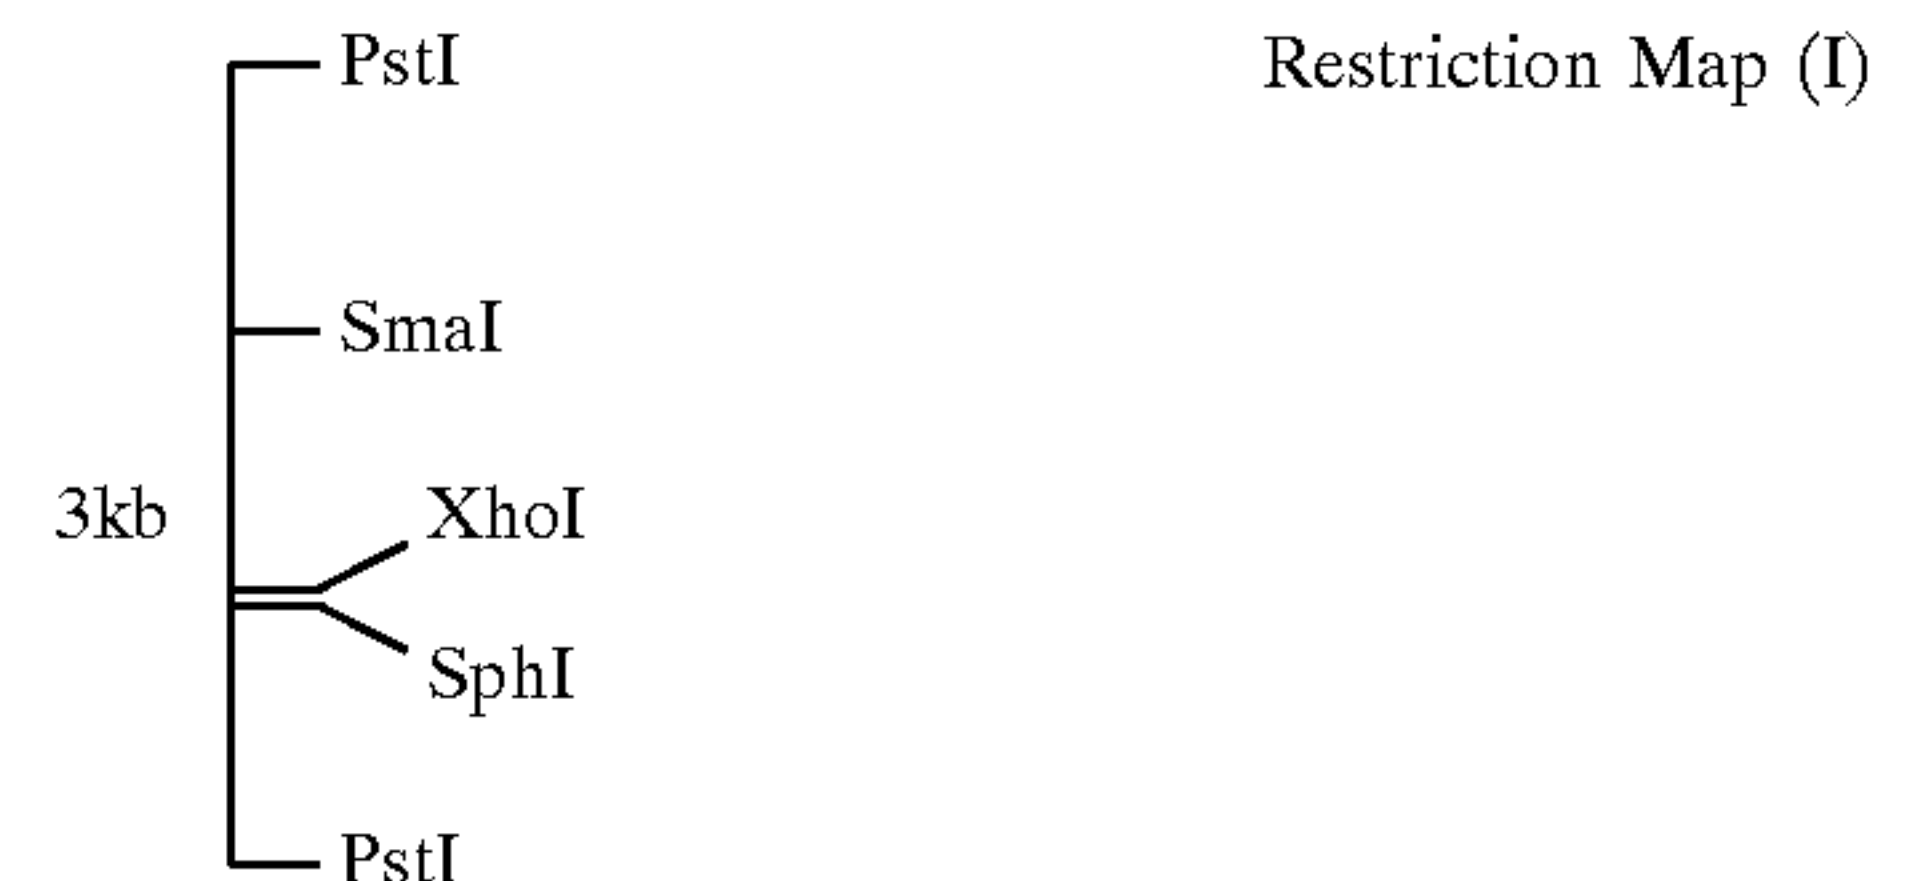 PstI
Restriction Map (I)
SmaI
3kb
XhoI
SphI
PstI